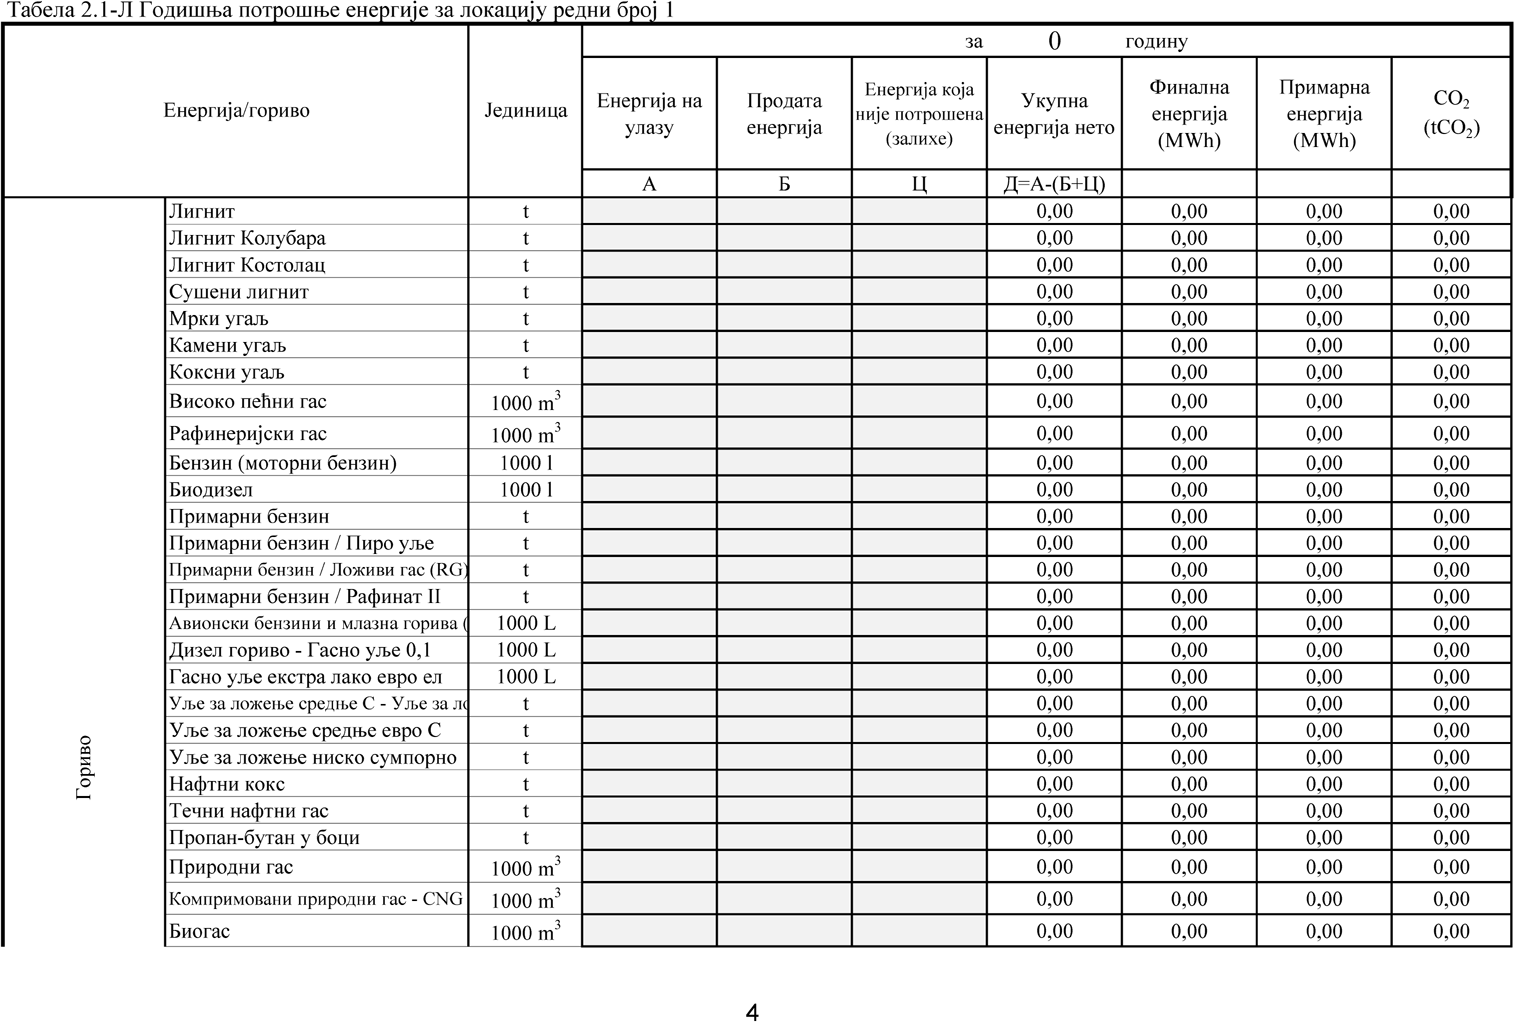 Табела 2.1-Л Годишња потрошње енергије за локацију редни број 1
за 0 годину
Енергија/гориво Јединица Енергија на улазу Продата енергија Енергија која није потрошена (залихе) Укупна енергија нето Финална енергија (MWh) Примарна енергија (MWh) CO2 (tCO2)
А Б Ц Д=А-(Б+Ц)
Гориво
Лигнит t 0,00 0,00 0,00 0,00
Лигнит Колубара t 0,00 0,00 0,00 0,00
Лигнит Костолац t 0,00 0,00 0,00 0,00
Сушени лигнит t 0,00 0,00 0,00 0,00
Мрки угаљ t 0,00 0,00 0,00 0,00
Камени угаљ t 0,00 0,00 0,00 0,00
Коксни угаљ t 0,00 0,00 0,00 0,00
Високо пећни гас 1000 m3 0,00 0,00 0,00 0,00
Рафинеријски гас 1000 m3 0,00 0,00 0,00 0,00
Бензин (моторни бензин) 1000 l 0,00 0,00 0,00 0,00
Биодизел 1000 l 0,00 0,00 0,00 0,00
Примарни бензин t 0,00 0,00 0,00 0,00
Примарни бензин / Пиро уље t 0,00 0,00 0,00 0,00
Примарни бензин / Ложиви гас (RG) t 0,00 0,00 0,00 0,00
Примарни бензин / Рафинат II t 0,00 0,00 0,00 0,00
Авионски бензини и млазна горива ( 1000 L 0,00 0,00 0,00 0,00
Дизел гориво - Гасно уље 0,1 1000 L 0,00 0,00 0,00 0,00
Гасно уље екстра лако евро ел 1000 L 0,00 0,00 0,00 0,00
Уље за ложење средње С - Уље за ло t 0,00 0,00 0,00 0,00
Уље за ложење средње евро С t 0,00 0,00 0,00 0,00
Уље за ложење ниско сумпорно t 0,00 0,00 0,00 0,00
Нафтни кокс t 0,00 0,00 0,00 0,00
Течни нафтни гас t 0,00 0,00 0,00 0,00
Пропан-бутан у боци t 0,00 0,00 0,00 0,00
Природни гас 1000 m3 0,00 0,00 0,00 0,00
Компримовани природни гас - CNG 1000 m3 0,00 0,00 0,00 0,00
Биогас 1000 m3 0,00 0,00 0,00 0,00
4